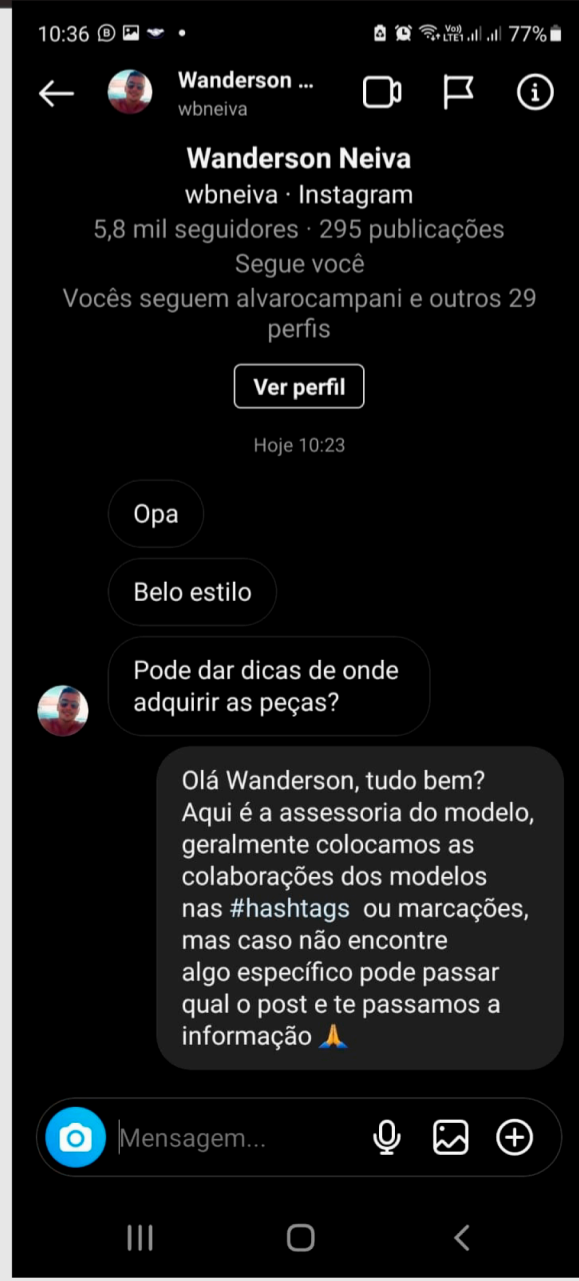 10:36
77%
Wanderson ...
wbneiva
Wanderson Neiva
wbneiva · Instagram
5,8 mil seguidores · 295 publicações
Segue você
Vocês seguem alvarocampani e outros 29
perfis
Ver perfil
Hoje 10:23
Opa
Belo estilo
Pode dar dicas de onde
adquirir as peças?
Olá Wanderson, tudo bem?
Aqui é a assessoria do modelo,
geralmente colocamos as
colaborações dos modelos
nas #hashtags ou marcações,
mas caso não encontre
algo específico pode passar
qual o post e te passamos a
informação 🙏
Mensagem...